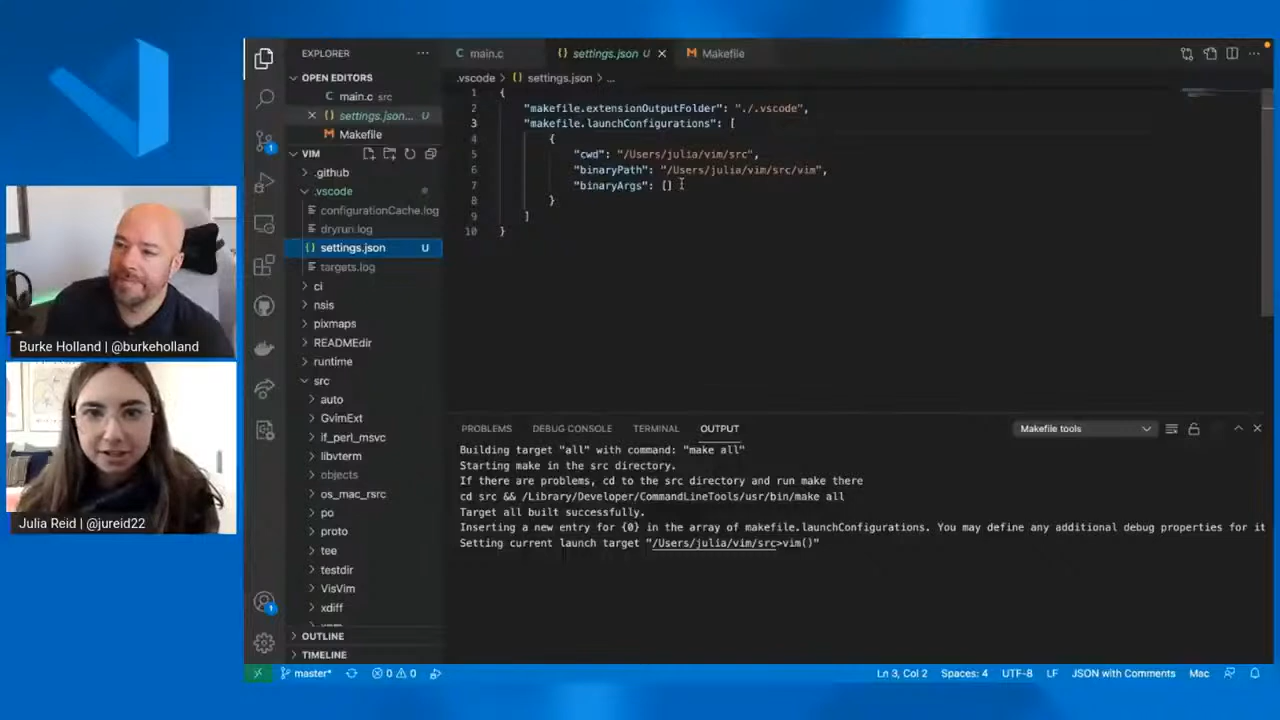 EXPLORER
OPEN EDITORS
main.c src
settings.json... U
Makefile
VIM
.github
.vscode
configurationCache.log
dryrun.log
settings.json U
targets.log
ci
nsis
pixmaps
READMEdir
runtime
src
auto
GvimExt
if_perl_msvc
libvterm
objects
os_mac_rsrc
po
proto
tee
testdir
VisVim
xdiff
OUTLINE
TIMELINE
main.c
settings.json U
Makefile
.vscode > settings.json > ...
1 {
2 "makefile.extensionOutputFolder": "./.vscode",
3 "makefile.launchConfigurations": [
4 {
5 "cwd": "/Users/julia/vim/src",
6 "binaryPath": "/Users/julia/vim/src/vim",
7 "binaryArgs": []
8 }
9 ]
10 }
PROBLEMS DEBUG CONSOLE TERMINAL OUTPUT
Makefile tools
Building target "all" with command: "make all"
Starting make in the src directory.
If there are problems, cd to the src directory and run make there
cd src && /Library/Developer/CommandLineTools/usr/bin/make all
Target all built successfully.
Inserting a new entry for {0} in the array of makefile.launchConfigurations. You may define any additional debug properties for it
Setting current launch target "/Users/julia/vim/src>vim()"
1
1
master* 0 0 Ln 3, Col 2 Spaces: 4 UTF-8 LF JSON with Comments Mac
Burke Holland | @burkeholland
Julia Reid | @jureid22